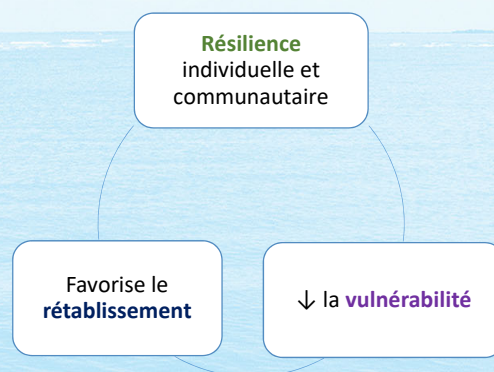 Résilience
individuelle et
communautaire
Favorise le
rétablissement
↓ la vulnérabilité